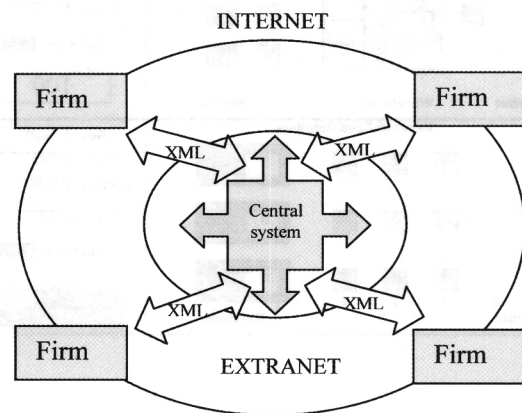 INTERNET
Firm
Firm
XML
XML
Central
system
XML
XML
Firm
Firm
EXTRANET